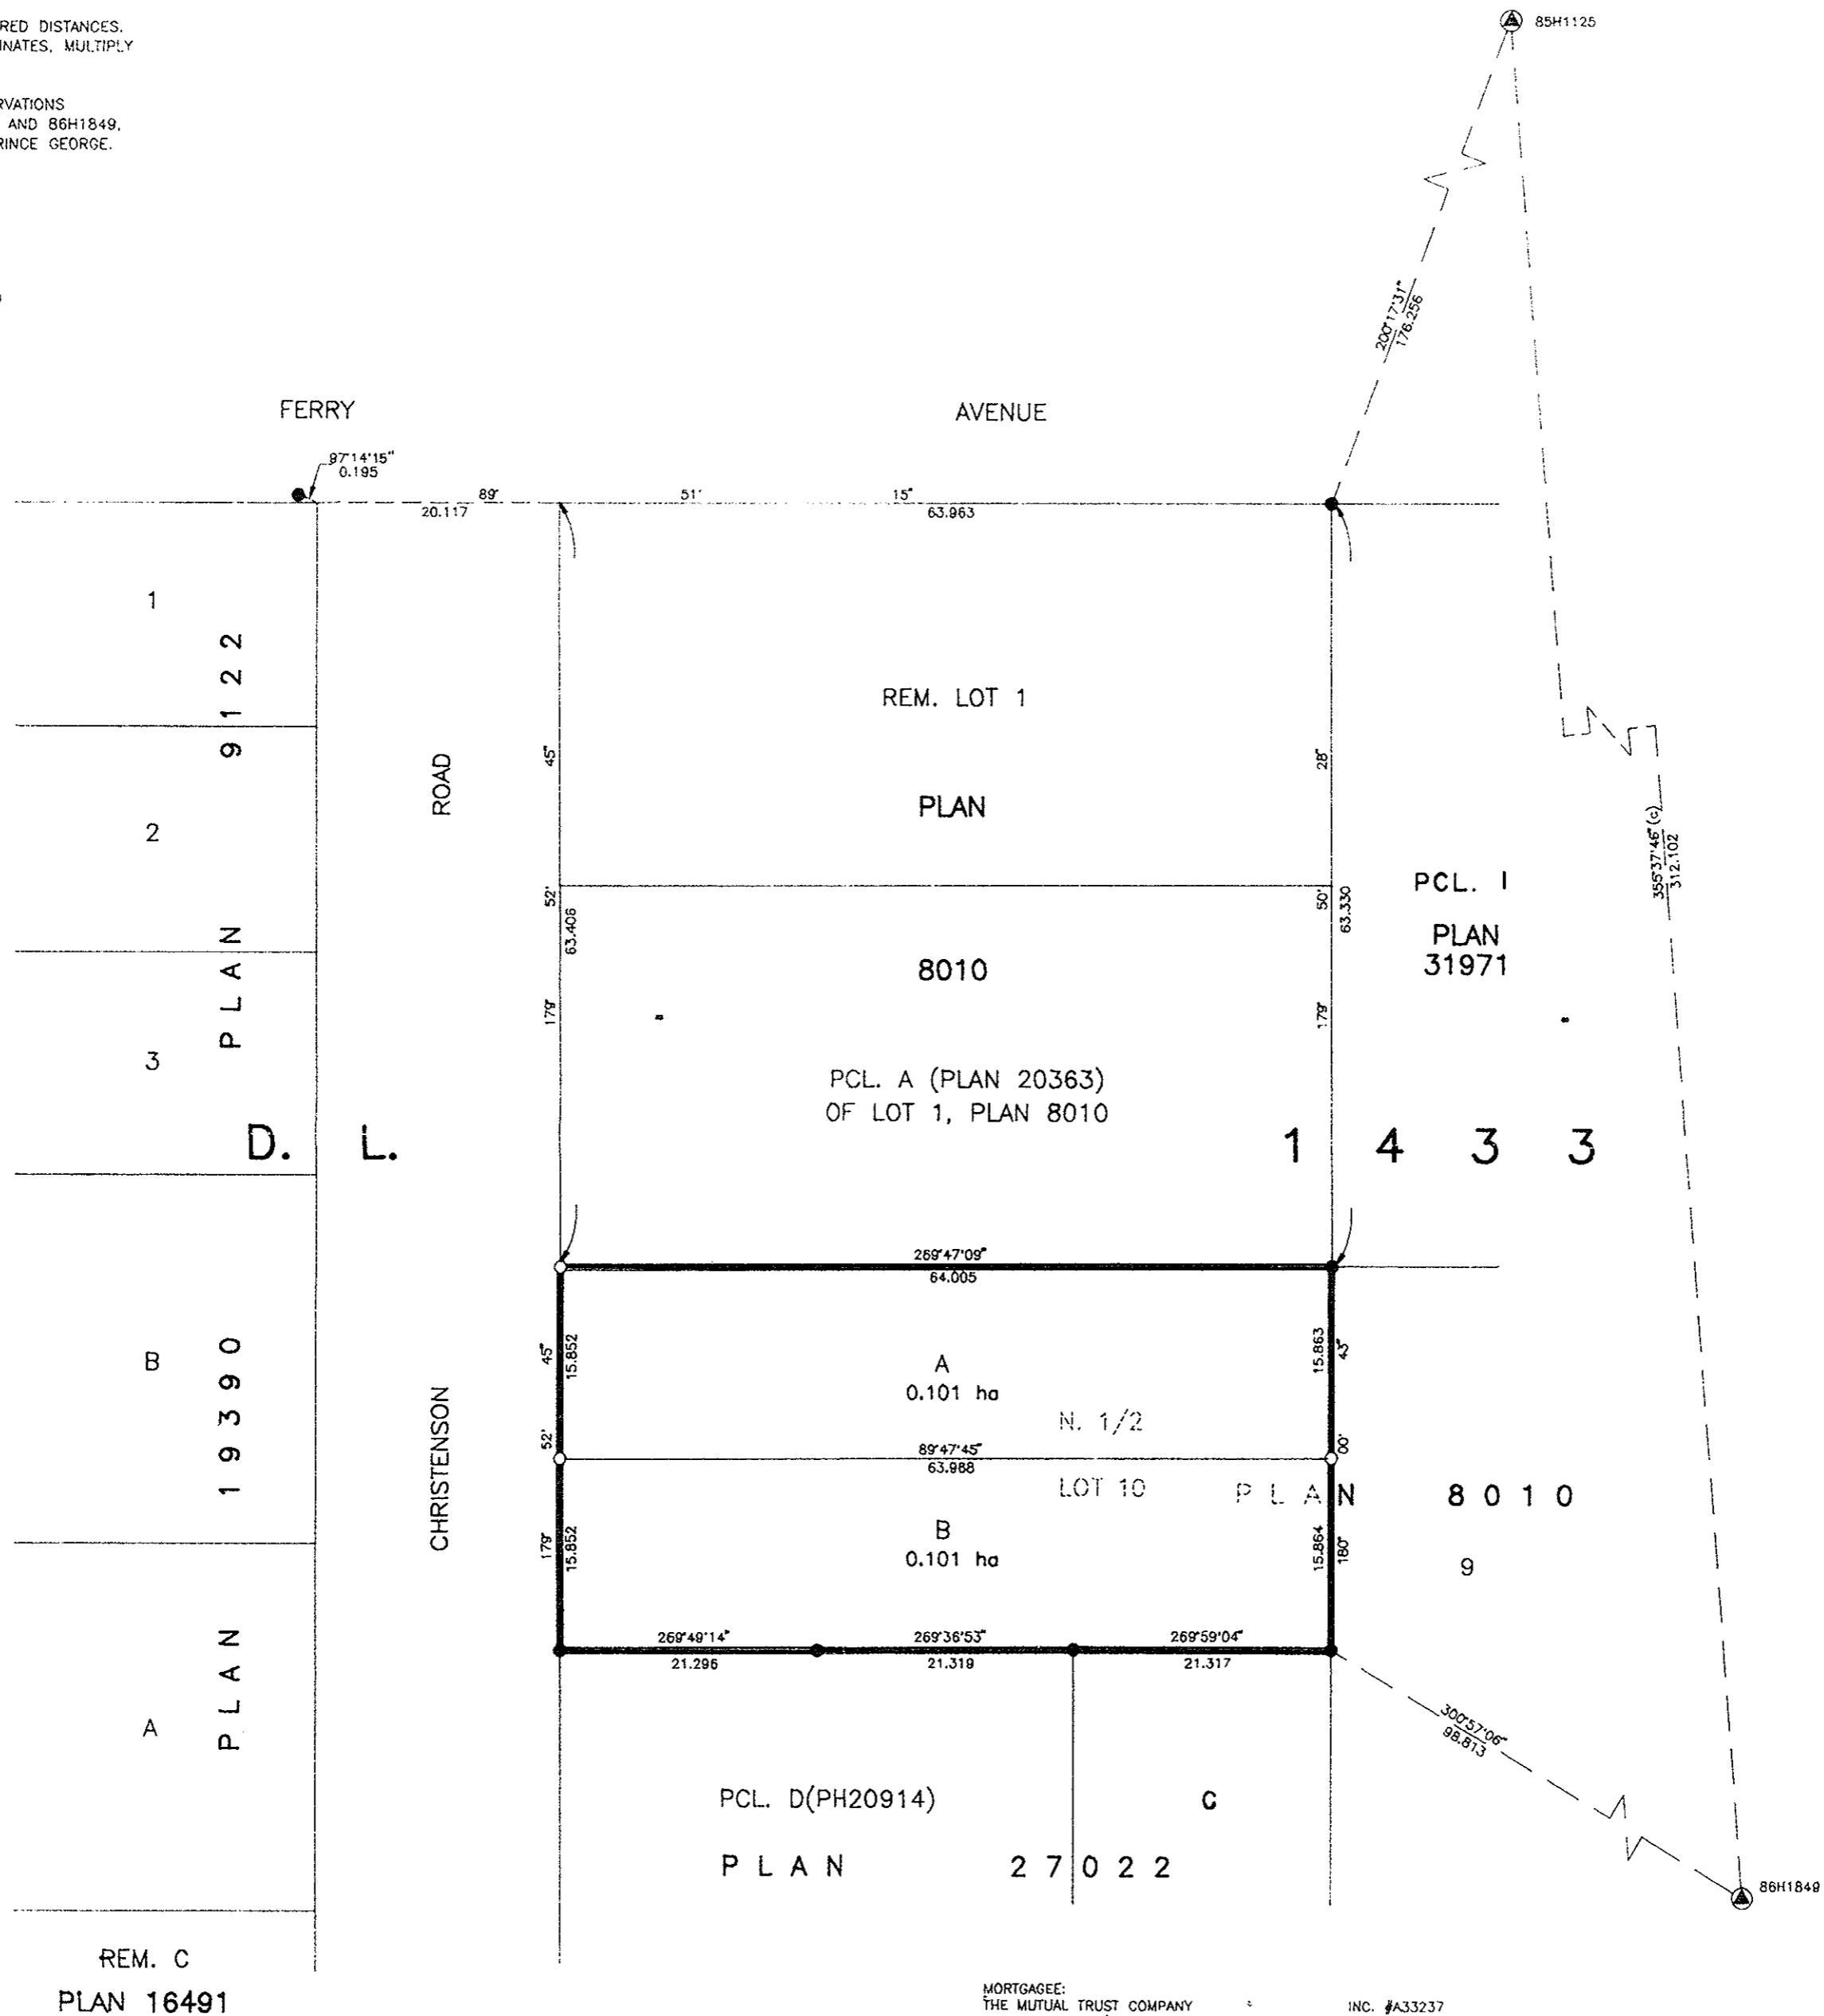 RED DISTANCES.
INATES, MULTIPLY
RVATIONS
AND 86H1849,
RINCE GEORGE.
85H1125
200°17'31"
176.256
FERRY AVENUE
97°14'15"
0.195
89° 51' 15"
20.117 63.963
1
2
3
PLAN 9122
ROAD
REM. LOT 1
PLAN
8010
45"
52'
63.406
179°
28"
50'
63.330
179°
PCL. I
PLAN
31971
355°37'46"(c)
312.102
PCL. A (PLAN 20363)
OF LOT 1, PLAN 8010
D. L. 1433
269°47'09"
64.005
B
PLAN 19390
A
CHRISTENSON
45"
15.852
52'
179°
15.852
A
0.101 ha
N. 1/2
89°47'45"
63.988
LOT 10
PLAN 8010
B
0.101 ha
15.863
43"
00'
15.864
180°
9
269°49'14" 269°36'53" 269°59'04"
21.296 21.319 21.317
300°57'06"
98.813
PCL. D(PH20914)
C
PLAN 27022
86H1849
REM. C
PLAN 16491
MORTGAGEE:
THE MUTUAL TRUST COMPANY INC. #A33237